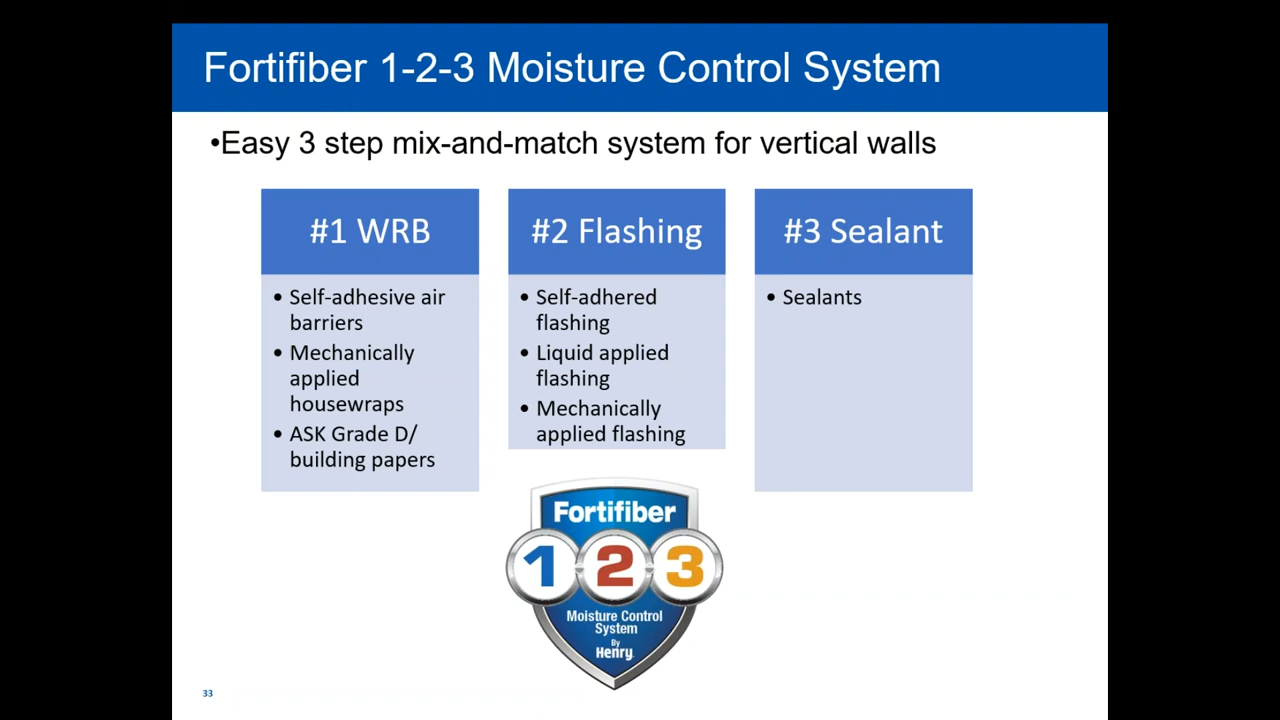 Fortifiber 1-2-3 Moisture Control System
•Easy 3 step mix-and-match system for vertical walls
#1 WRB
• Self-adhesive air
barriers
• Mechanically
applied
housewraps
• ASK Grade D/
building papers
#2 Flashing
• Self-adhered
flashing
• Liquid applied
flashing
• Mechanically
applied flashing
#3 Sealant
• Sealants
Fortifiber
1 2 3
Moisture Control
System
By
Henry
33